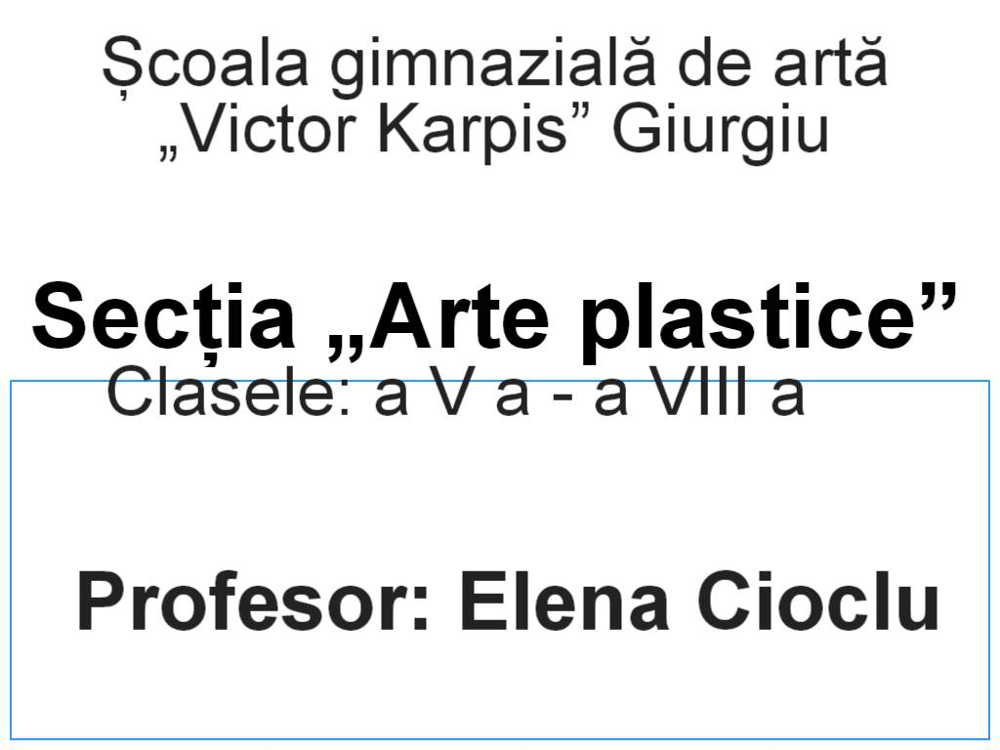 Școala gimnazială de artă
„Victor Karpis” Giurgiu
Secția „Arte plastice”
Clasele: a V a - a VIII a
Profesor: Elena Cioclu